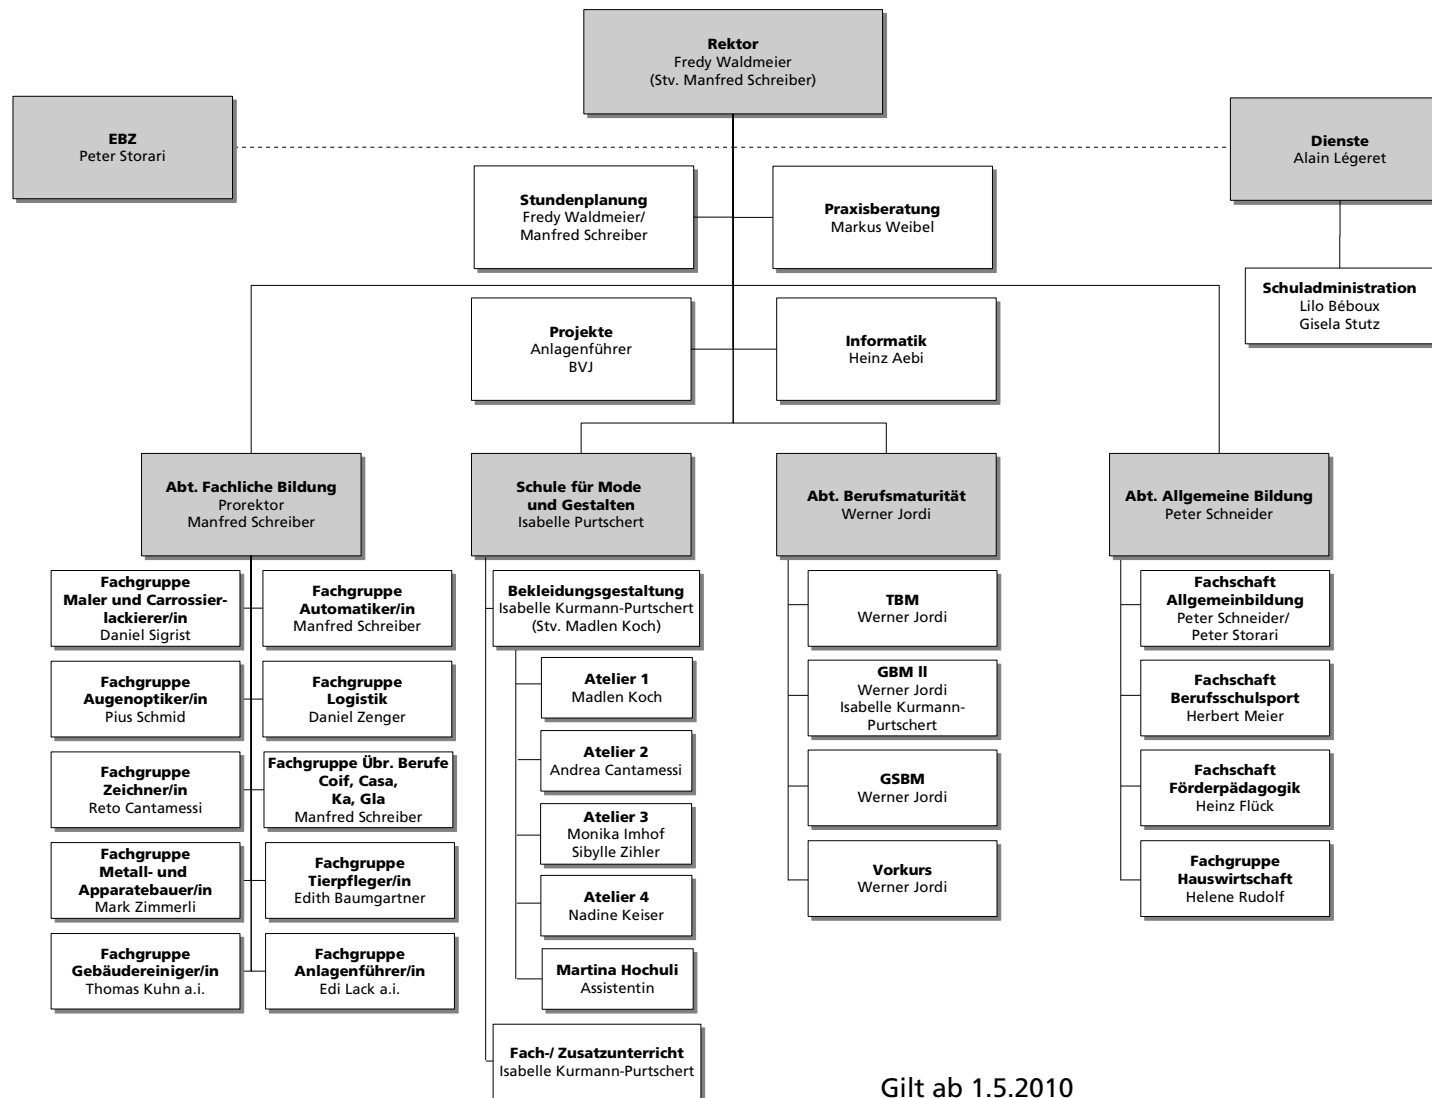 Rektor
Fredy Waldmeier
(Stv. Manfred Schreiber)
EBZ
Peter Storari
Dienste
Alain Légeret
Stundenplanung
Fredy Waldmeier/
Manfred Schreiber
Praxisberatung
Markus Weibel
Schuladministration
Lilo Béboux
Gisela Stutz
Projekte
Anlagenführer
BVJ
Informatik
Heinz Aebi
Abt. Fachliche Bildung
Prorektor
Manfred Schreiber
Schule für Mode
und Gestalten
Isabelle Purtschert
Abt. Berufsmaturität
Werner Jordi
Abt. Allgemeine Bildung
Peter Schneider
Fachgruppe
Maler und Carrossier-
lackierer/in
Daniel Sigrist
Fachgruppe
Automatiker/in
Manfred Schreiber
Fachgruppe
Augenoptiker/in
Pius Schmid
Fachgruppe
Logistik
Daniel Zenger
Fachgruppe
Zeichner/in
Reto Cantamessi
Fachgruppe Übr. Berufe
Coif, Casa,
Ka, Gla
Manfred Schreiber
Fachgruppe
Metall- und
Apparatebauer/in
Mark Zimmerli
Fachgruppe
Tierpfleger/in
Edith Baumgartner
Fachgruppe
Gebäudereiniger/in
Thomas Kuhn a.i.
Fachgruppe
Anlagenführer/in
Edi Lack a.i.
Bekleidungsgestaltung
Isabelle Kurmann-Purtschert
(Stv. Madlen Koch)
Atelier 1
Madlen Koch
Atelier 2
Andrea Cantamessi
Atelier 3
Monika Imhof
Sibylle Zihler
Atelier 4
Nadine Keiser
Martina Hochuli
Assistentin
Fach-/ Zusatzunterricht
Isabelle Kurmann-Purtschert
TBM
Werner Jordi
GBM ll
Werner Jordi
Isabelle Kurmann-
Purtschert
GSBM
Werner Jordi
Vorkurs
Werner Jordi
Fachschaft
Allgemeinbildung
Peter Schneider/
Peter Storari
Fachschaft
Berufsschulsport
Herbert Meier
Fachschaft
Förderpädagogik
Heinz Flück
Fachgruppe
Hauswirtschaft
Helene Rudolf
Gilt ab 1.5.2010